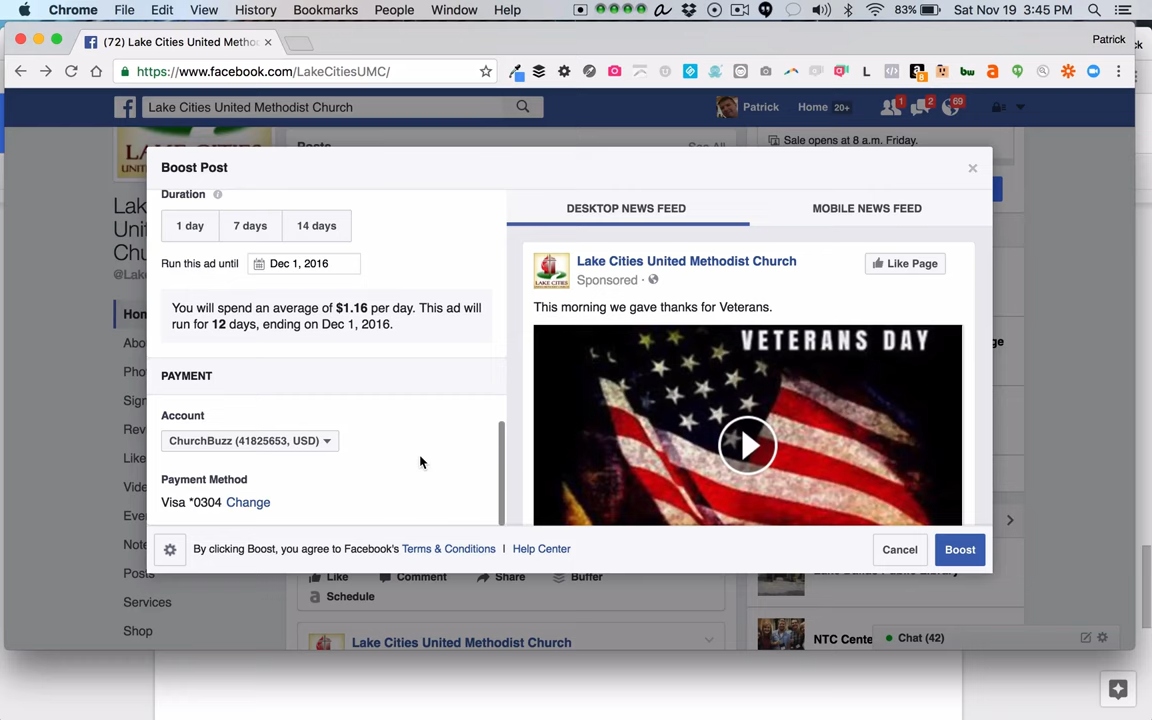 Chrome File Edit View History Bookmarks People Window Help 83% Sat Nov 19 3:45 PM
(72) Lake Cities United Metho
Patrick
https://www.facebook.com/LakeCitiesUMC/
Lake Cities United Methodist Church
Patrick Home 20+ 1 2 69
Sale opens at 8 a.m. Friday.
Boost Post
Duration
1 day 7 days 14 days
DESKTOP NEWS FEED MOBILE NEWS FEED
Run this ad until Dec 1, 2016
Lake Cities United Methodist Church
Like Page
Sponsored ·
You will spend an average of $1.16 per day. This ad will
run for 12 days, ending on Dec 1, 2016.
This morning we gave thanks for Veterans.
VETERANS DAY
PAYMENT
Account
ChurchBuzz (41825653, USD)
Payment Method
Visa *0304 Change
By clicking Boost, you agree to Facebook's Terms & Conditions | Help Center
Cancel Boost
Like Comment Share Buffer
Schedule
Services
Shop
Lake Cities United Methodist Church
NTC Cente
Chat (42)